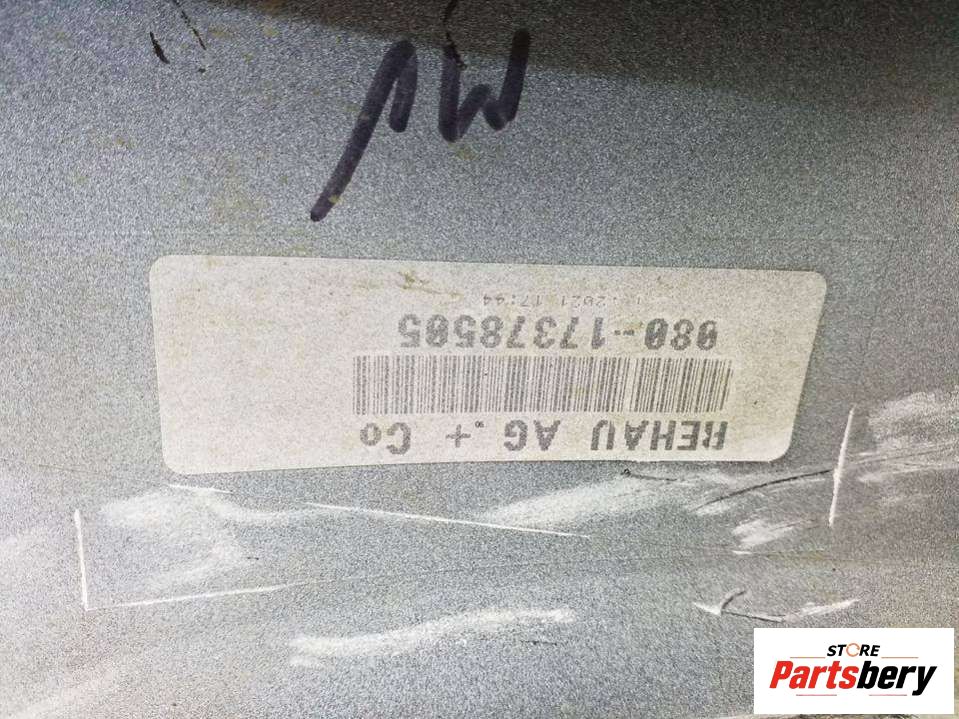 REHAU AG.+ Co
080-17378505
2021 17:44
STORE
Partsbery